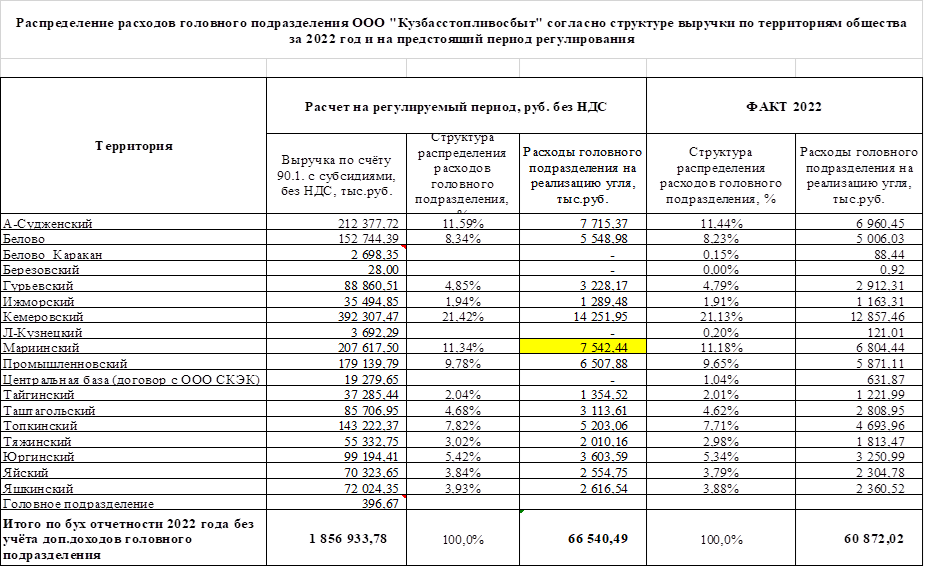 Распределение расходов головного подразделения ООО "Кузбасстопливосбыт" согласно структуре выручки по территориям общества
за 2022 год и на предстоящий период регулирования
Территория
Расчет на регулируемый период, руб. без НДС
ФАКТ 2022
Выручка по счёту
90.1. с субсидиями,
без НДС, тыс.руб.
Структура
распределения
расходов
головного
подразделения,
%
Расходы головного
подразделения на
реализацию угля,
тыс.руб.
Структура
распределения
расходов головного
подразделения, %
Расходы головного
подразделения на
реализацию угля,
тыс.руб.
А-Судженский 212 377,72 11,59% 7 715,37 11,44% 6 960,45
Белово 152 744,39 8,34% 5 548,98 8,23% 5 006,03
Белово Каракан 2 698,35 - 0,15% 88,44
Березовский 28,00 - 0,00% 0,92
Гурьевский 88 860,51 4,85% 3 228,17 4,79% 2 912,31
Ижморский 35 494,85 1,94% 1 289,48 1,91% 1 163,31
Кемеровский 392 307,47 21,42% 14 251,95 21,13% 12 857,46
Л-Кузнецкий 3 692,29 - 0,20% 121,01
Мариинский 207 617,50 11,34% 7 542,44 11,18% 6 804,44
Промышленновский 179 139,79 9,78% 6 507,88 9,65% 5 871,11
Центральная база (договор с ООО СКЭК) 19 279,65 - 1,04% 631,87
Тайгинский 37 285,44 2,04% 1 354,52 2,01% 1 221,99
Таштагольский 85 706,95 4,68% 3 113,61 4,62% 2 808,95
Топкинский 143 222,37 7,82% 5 203,06 7,71% 4 693,96
Тяжинский 55 332,75 3,02% 2 010,16 2,98% 1 813,47
Юргинский 99 194,41 5,42% 3 603,59 5,34% 3 250,99
Яйский 70 323,65 3,84% 2 554,75 3,79% 2 304,78
Яшкинский 72 024,35 3,93% 2 616,54 3,88% 2 360,52
Головное подразделение 396,67
Итого по бух отчетности 2022 года без
учёта доп.доходов головного
подразделения
1 856 933,78 100,0% 66 540,49 100,0% 60 872,02